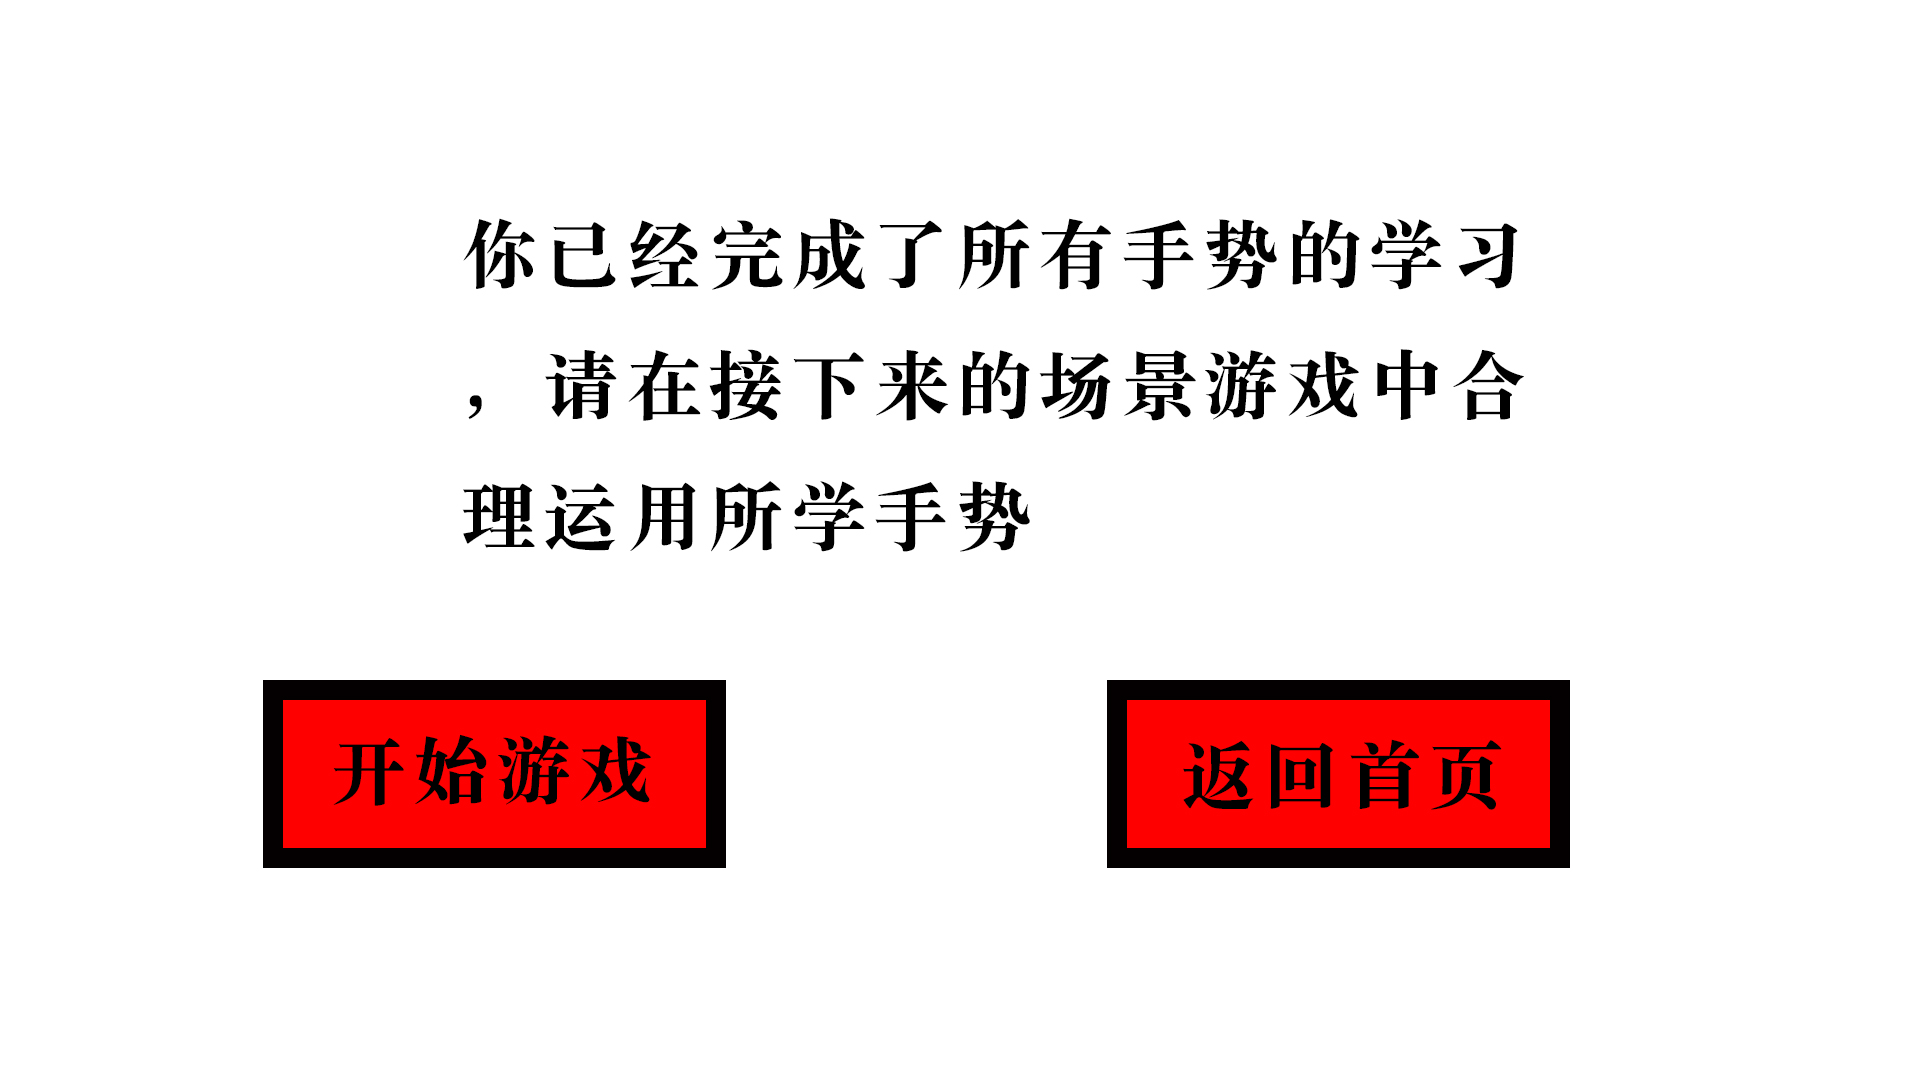 你已经完成了所有手势的学习
，请在接下来的场景游戏中合
理运用所学手势
开始游戏
返回首页